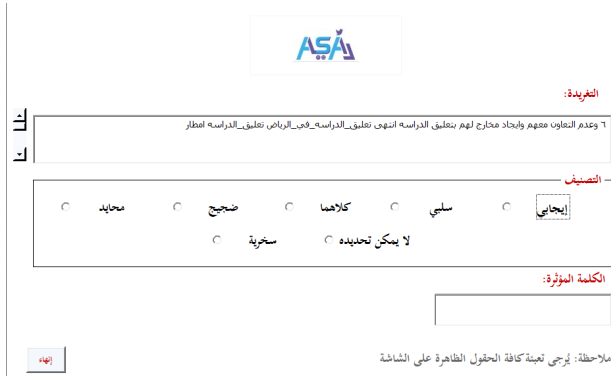 ASA رأي
التغريدة:
٦ وعدم التعاون معهم وايجاد مخارج لهم بتعليق الدراسه انتهى تعليق_الدراسه_في_الرياض تعليق_الدراسه امطار
التصنيف
إيجابي سلبي كلاهما ضجيج محايد
لا يمكن تحديده سخرية
الكلمة المؤثرة:
ملاحظة: يُرجى تعبئة كافة الحقول الظاهرة على الشاشة
إنهاء